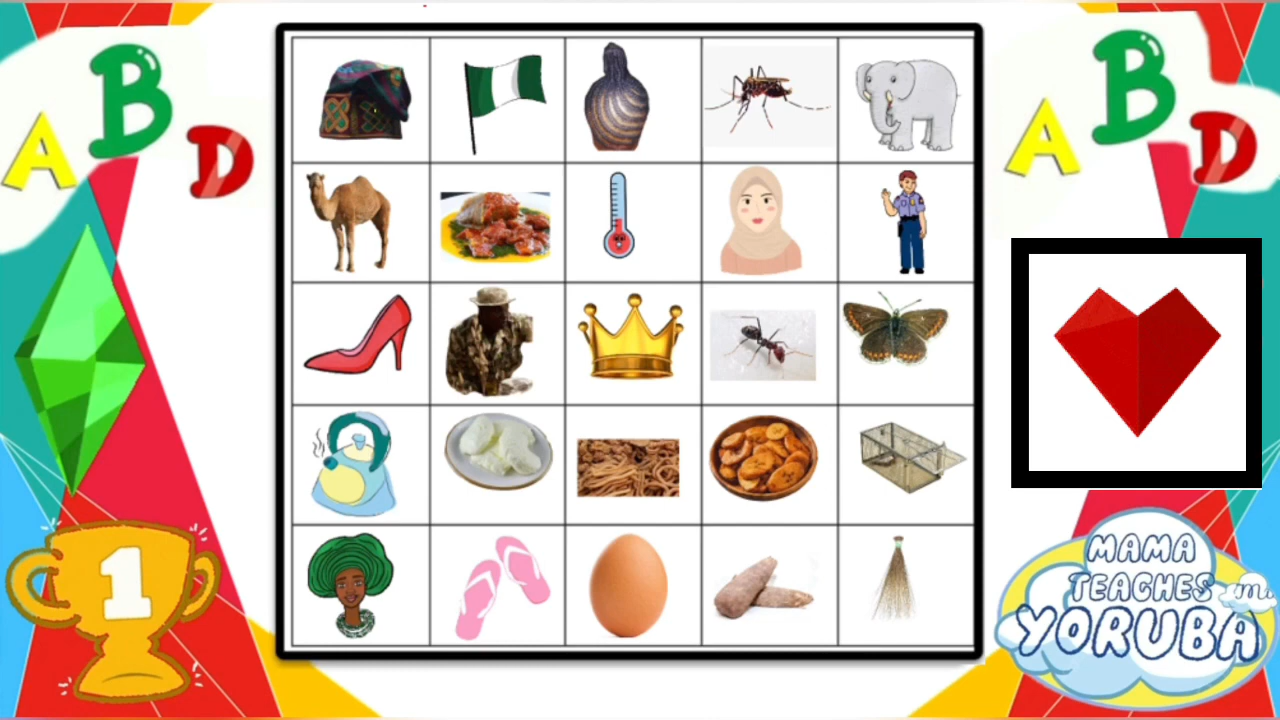 A B D
A B D
1
MAMA
TEACHES
YORUBA